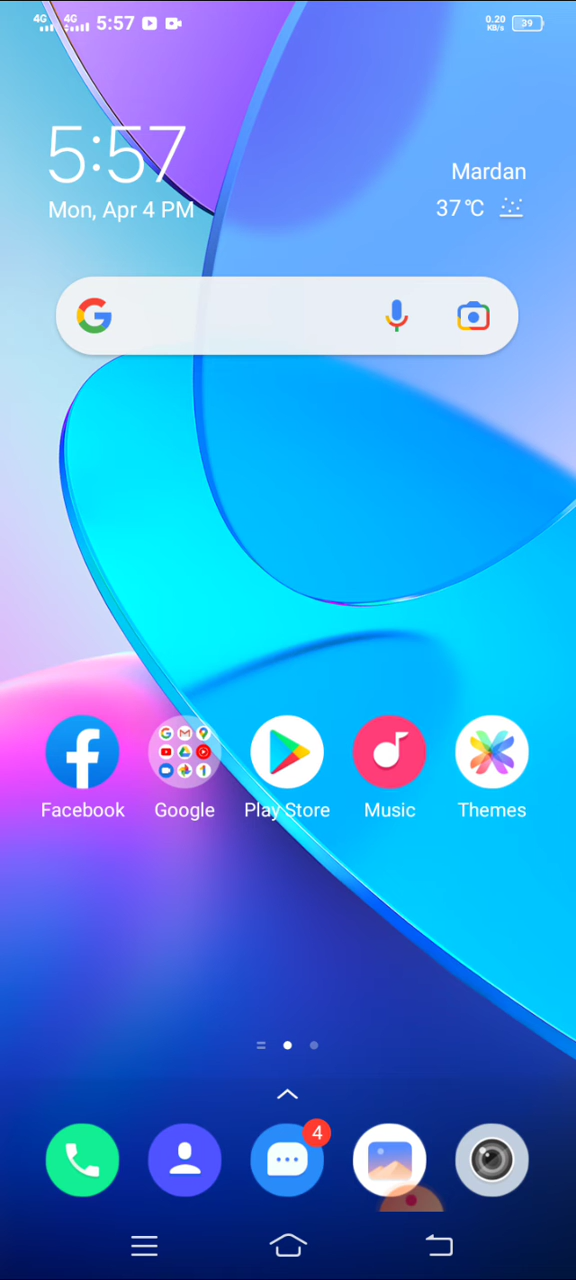 4G 4G 5:57 0.20 KB/s 39
5:57
Mon, Apr 4 PM
Mardan
37℃
Facebook Google Play Store Music Themes
4